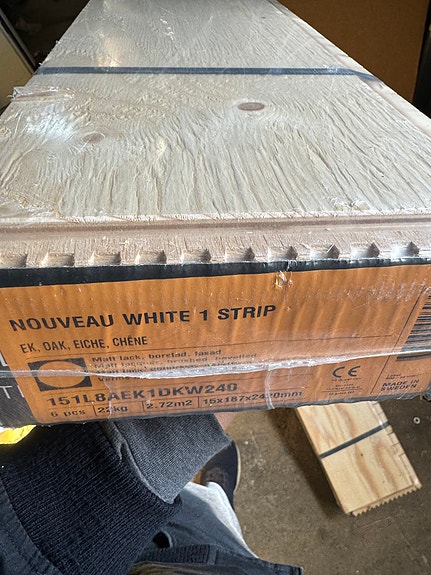 NOUVEAU WHITE 1 STRIP
EK, OAK, EICHE, CHÊNE
Matt lack, borstad, fasad
151L8AEK1DKW240
6 pcs 22kg 2.72m2 15x187x2420mm
CE
MADE IN
SWEDEN